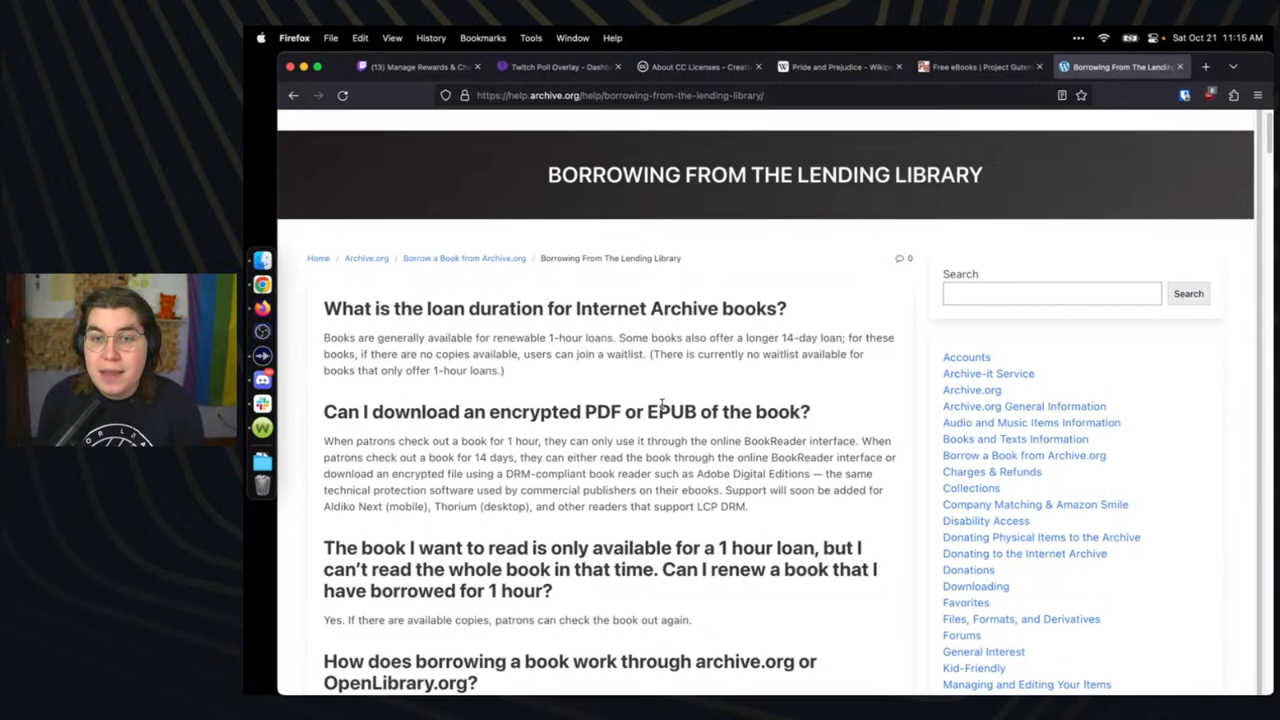 Firefox File Edit View History Bookmarks Tools Window Help Sat Oct 21 11:15 AM
(13) Manage Rewards & Ch
Twitch Poll Overlay - Dashb
About CC Licenses - Creati
Pride and Prejudice - Wikip
Free eBooks | Project Guten
Borrowing From The Lendin
https://help.archive.org/help/borrowing-from-the-lending-library/
BORROWING FROM THE LENDING LIBRARY
Home / Archive.org / Borrow a Book from Archive.org / Borrowing From The Lending Library
0
What is the loan duration for Internet Archive books?
Books are generally available for renewable 1-hour loans. Some books also offer a longer 14-day loan; for these
books, if there are no copies available, users can join a waitlist. (There is currently no waitlist available for
books that only offer 1-hour loans.)
Can I download an encrypted PDF or EPUB of the book?
When patrons check out a book for 1 hour, they can only use it through the online BookReader interface. When
patrons check out a book for 14 days, they can either read the book through the online BookReader interface or
download an encrypted file using a DRM-compliant book reader such as Adobe Digital Editions — the same
technical protection software used by commercial publishers on their ebooks. Support will soon be added for
Aldiko Next (mobile), Thorium (desktop), and other readers that support LCP DRM.
The book I want to read is only available for a 1 hour loan, but I
can't read the whole book in that time. Can I renew a book that I
have borrowed for 1 hour?
Yes. If there are available copies, patrons can check the book out again.
How does borrowing a book work through archive.org or
OpenLibrary.org?
Search
Search
Accounts
Archive-it Service
Archive.org
Archive.org General Information
Audio and Music Items Information
Books and Texts Information
Borrow a Book from Archive.org
Charges & Refunds
Collections
Company Matching & Amazon Smile
Disability Access
Donating Physical Items to the Archive
Donating to the Internet Archive
Donations
Downloading
Favorites
Files, Formats, and Derivatives
Forums
General Interest
Kid-Friendly
Managing and Editing Your Items